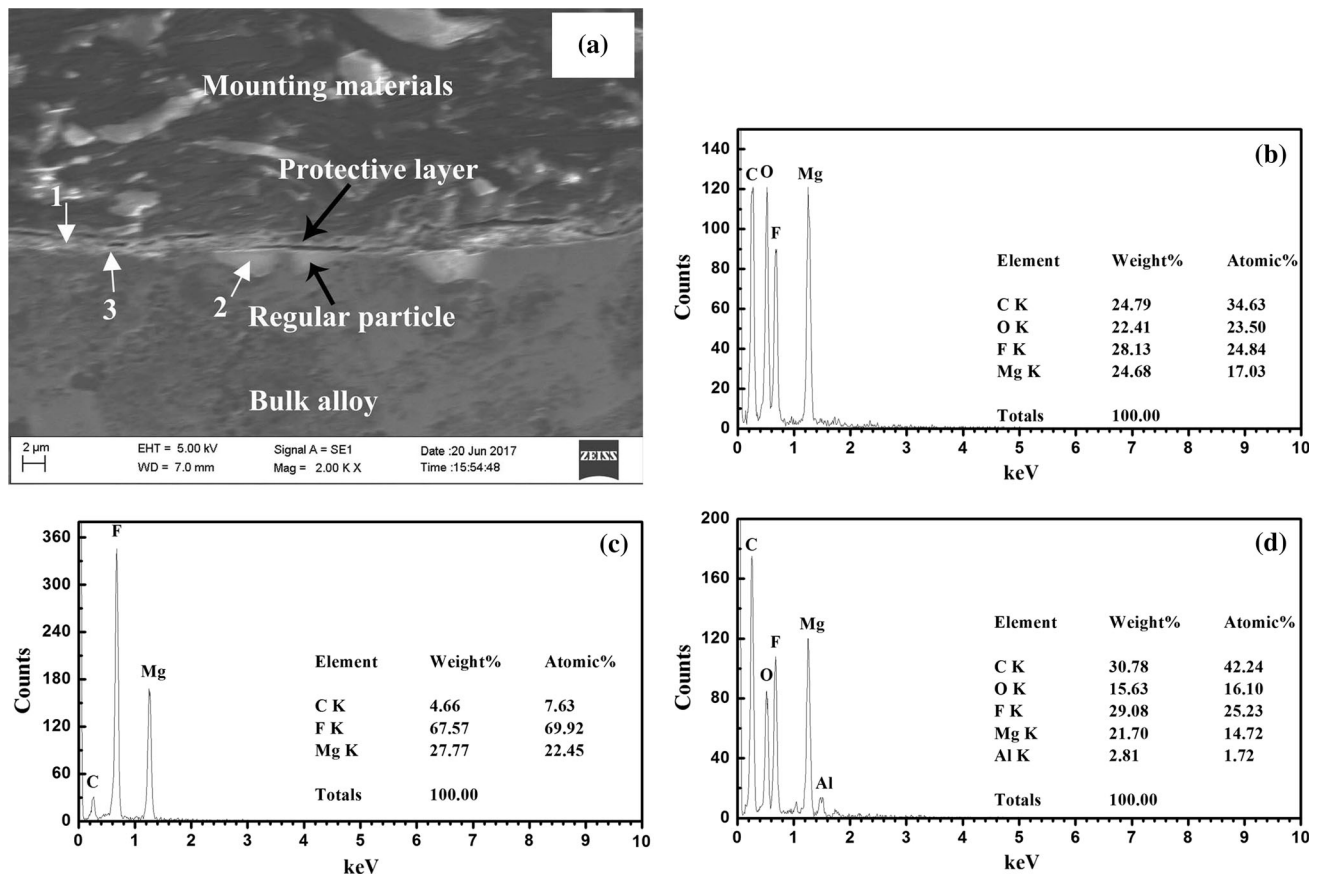 (a)
Mounting materials
Protective layer
1
3
2
Regular particle
Bulk alloy
2 µm
EHT = 5.00 kV
Signal A = SE1
Date :20 Jun 2017
WD = 7.0 mm
Mag = 2.00 K X
Time :15:54:48
ZEISS
(b)
140
120
100
80
60
40
20
0
Counts
C O Mg
F
Element Weight% Atomic%
C K 24.79 34.63
O K 22.41 23.50
F K 28.13 24.84
Mg K 24.68 17.03
Totals 100.00
0 1 2 3 4 5 6 7 8 9 10
keV
(c)
360
300
240
180
120
60
0
Counts
F
Mg
C
Element Weight% Atomic%
C K 4.66 7.63
F K 67.57 69.92
Mg K 27.77 22.45
Totals 100.00
0 1 2 3 4 5 6 7 8 9 10
keV
(d)
200
160
120
80
40
0
Counts
C
Mg
F
O
Al
Element Weight% Atomic%
C K 30.78 42.24
O K 15.63 16.10
F K 29.08 25.23
Mg K 21.70 14.72
Al K 2.81 1.72
Totals 100.00
0 1 2 3 4 5 6 7 8 9 10
keV